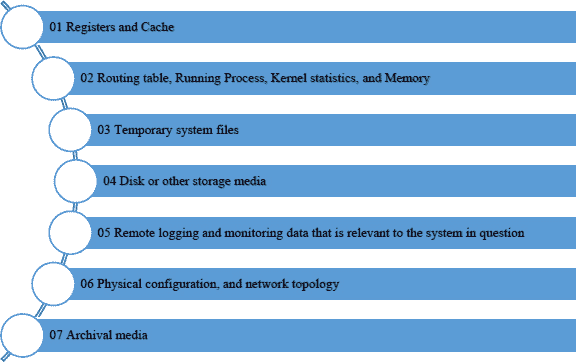 01 Registers and Cache
02 Routing table, Running Process, Kernel statistics, and Memory
03 Temporary system files
04 Disk or other storage media
05 Remote logging and monitoring data that is relevant to the system in question
06 Physical configuration, and network topology
07 Archival media